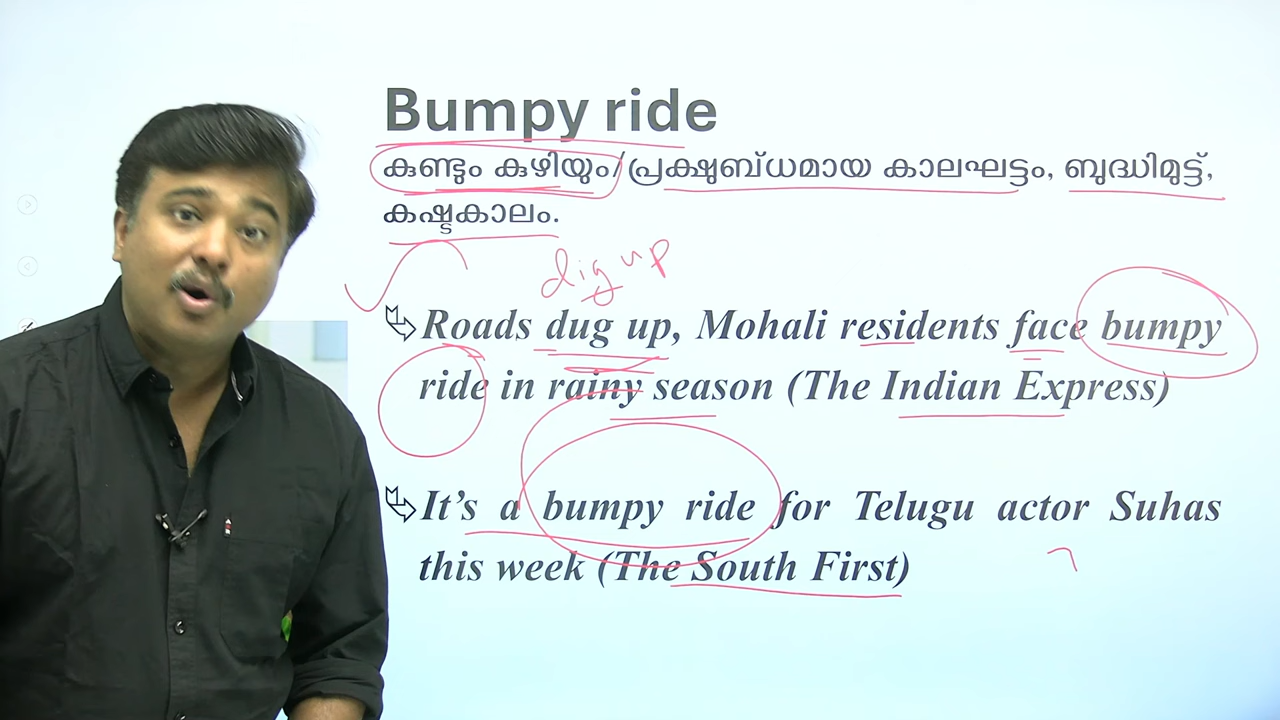 Bumpy ride
കുണ്ടും കുഴിയും/പ്രക്ഷുബ്ധമായ കാലഘട്ടം, ബുദ്ധിമുട്ട്,
കഷ്ടകാലം.
dig up
Roads dug up, Mohali residents face bumpy
ride in rainy season (The Indian Express)
It's a bumpy ride for Telugu actor Suhas
this week (The South First)